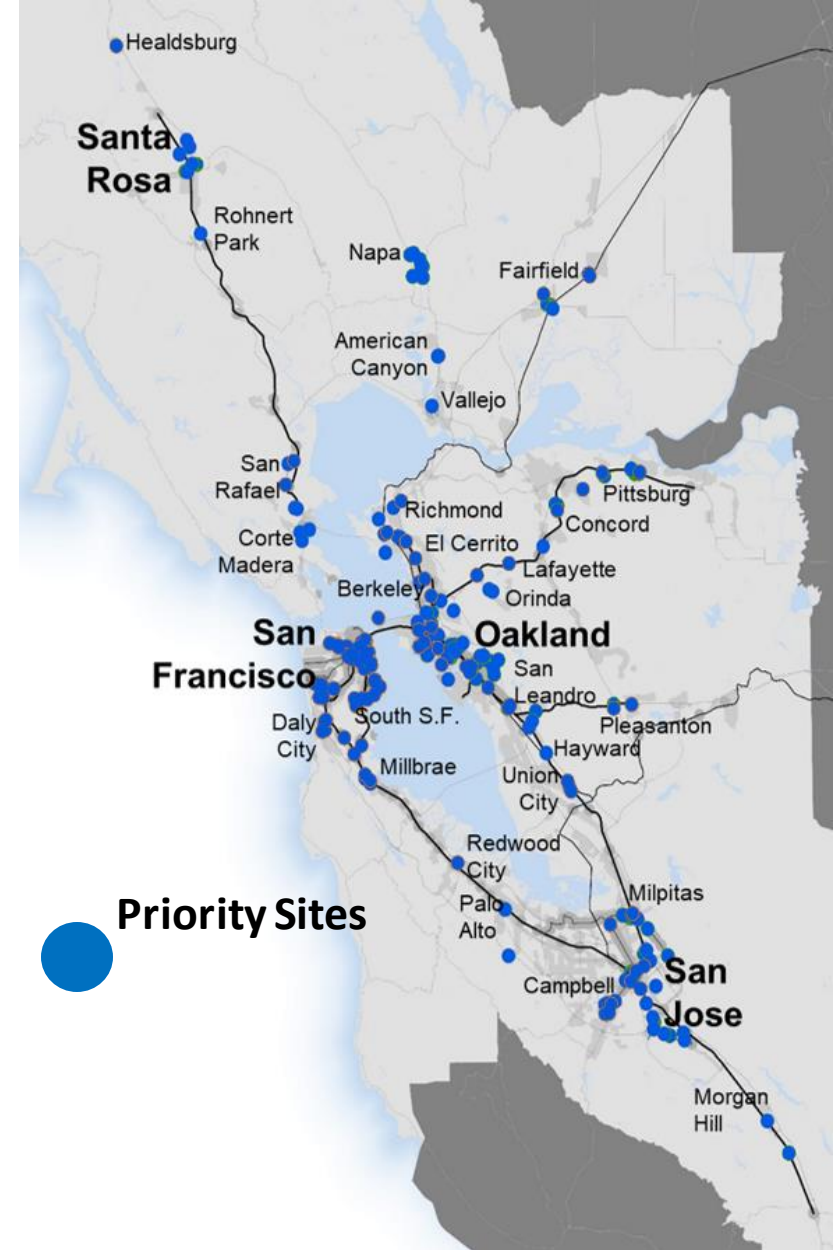 Healdsburg
Santa
Rosa
Rohnert
Park
Napa
Fairfield
American
Canyon
Vallejo
San
Rafael
Pittsburg
Richmond
Concord
Corte
Madera
El Cerrito
Lafayette
Berkeley
Orinda
San
Francisco
Oakland
San
Leandro
South S.F.
Daly
City
Pleasanton
Hayward
Millbrae
Union
City
Redwood
City
Milpitas
Palo
Alto
Priority Sites
San
Jose
Campbell
Morgan
Hill